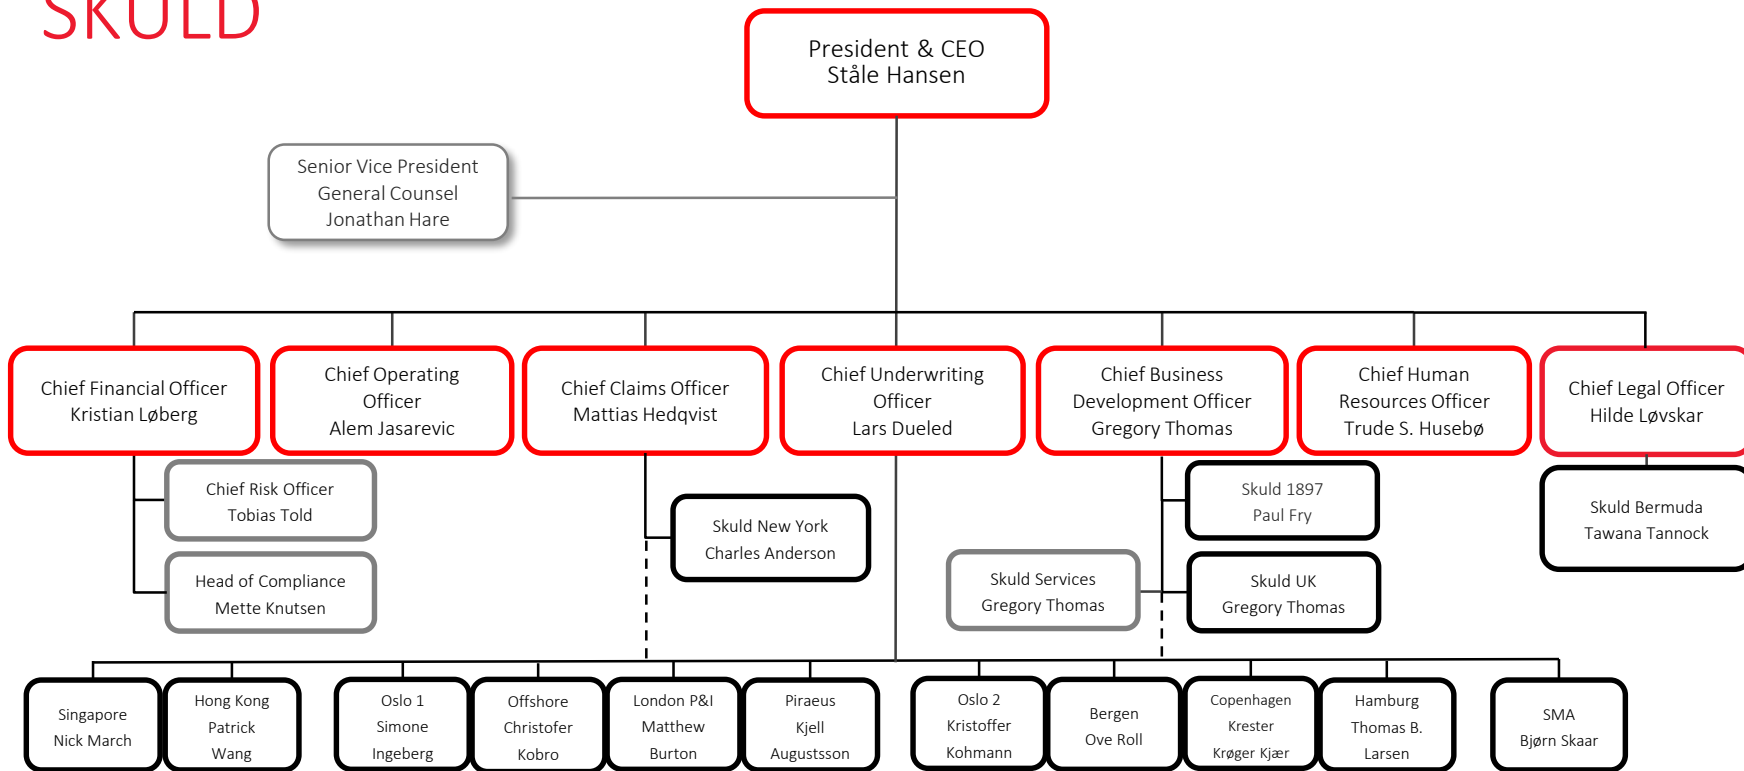 SKULD
President & CEO
Ståle Hansen
Senior Vice President
General Counsel
Jonathan Hare
Chief Financial Officer
Kristian Løberg
Chief Operating
Officer
Alem Jasarevic
Chief Claims Officer
Mattias Hedqvist
Chief Underwriting
Officer
Lars Dueled
Chief Business
Development Officer
Gregory Thomas
Chief Human
Resources Officer
Trude S. Husebø
Chief Legal Officer
Hilde Løvskar
Chief Risk Officer
Tobias Told
Head of Compliance
Mette Knutsen
Skuld New York
Charles Anderson
Skuld 1897
Paul Fry
Skuld Services
Gregory Thomas
Skuld UK
Gregory Thomas
Skuld Bermuda
Tawana Tannock
Singapore
Nick March
Hong Kong
Patrick
Wang
Oslo 1
Simone
Ingeberg
Offshore
Christofer
Kobro
London P&I
Matthew
Burton
Piraeus
Kjell
Augustsson
Oslo 2
Kristoffer
Kohmann
Bergen
Ove Roll
Copenhagen
Krester
Krøger Kjær
Hamburg
Thomas B.
Larsen
SMA
Bjørn Skaar